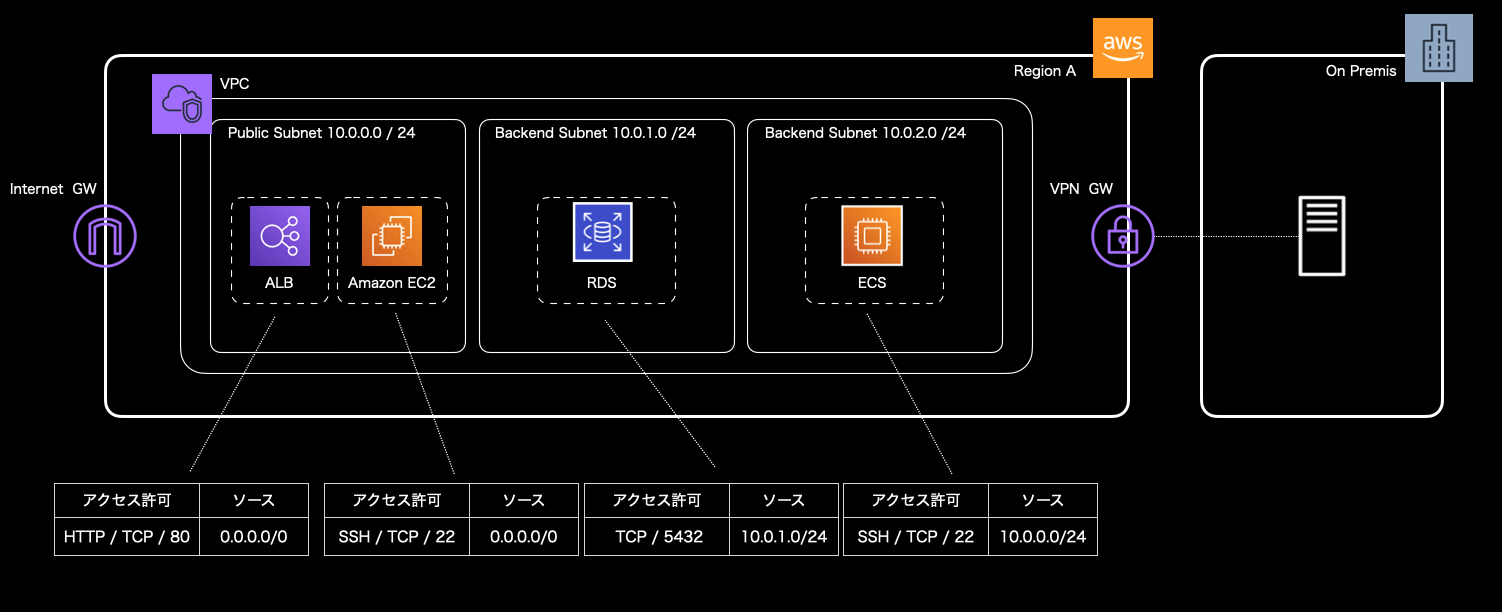 aws
Region A
On Premis
VPC
Public Subnet 10.0.0.0 / 24
Backend Subnet 10.0.1.0 /24
Backend Subnet 10.0.2.0 /24
Internet GW
VPN GW
ALB
Amazon EC2
RDS
ECS
アクセス許可 ソース
HTTP / TCP / 80 0.0.0.0/0
アクセス許可 ソース
SSH / TCP / 22 0.0.0.0/0
アクセス許可 ソース
TCP / 5432 10.0.1.0/24
アクセス許可 ソース
SSH / TCP / 22 10.0.0.0/24